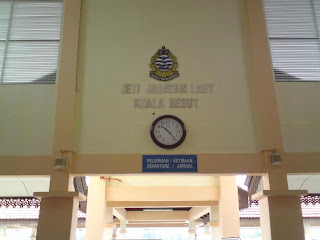 JETI JABATAN LAUT
KUALA BESUT
PELEPASAN / KETIBAAN
DEPARTURE / ARRIVAL